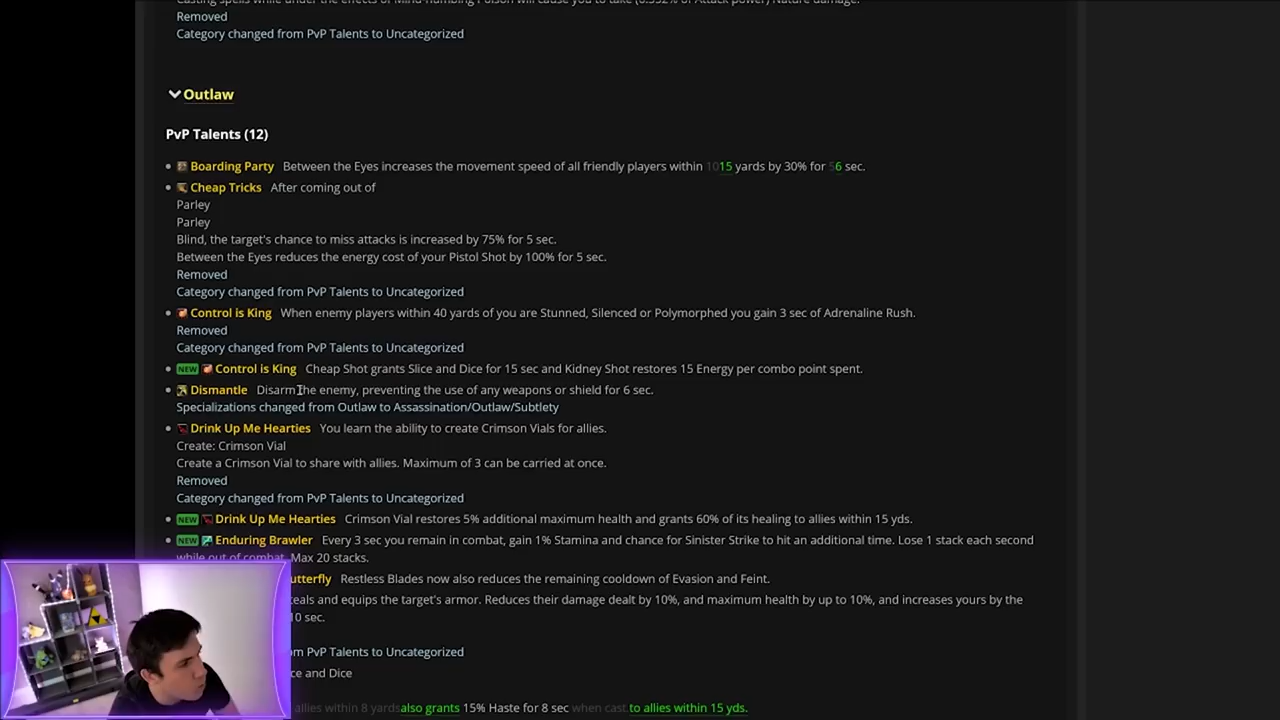 Casting spells while under the effects of Mind-numbing Poison will cause you to take (0.332% of Attack power) Nature damage.
Removed
Category changed from PvP Talents to Uncategorized
Outlaw
PvP Talents (12)
Boarding Party Between the Eyes increases the movement speed of all friendly players within 1015 yards by 30% for 56 sec.
Cheap Tricks After coming out of
Parley
Parley
Blind, the target's chance to miss attacks is increased by 75% for 5 sec.
Between the Eyes reduces the energy cost of your Pistol Shot by 100% for 5 sec.
Removed
Category changed from PvP Talents to Uncategorized
Control is King When enemy players within 40 yards of you are Stunned, Silenced or Polymorphed you gain 3 sec of Adrenaline Rush.
Removed
Category changed from PvP Talents to Uncategorized
NEW Control is King Cheap Shot grants Slice and Dice for 15 sec and Kidney Shot restores 15 Energy per combo point spent.
Dismantle Disarm the enemy, preventing the use of any weapons or shield for 6 sec.
Specializations changed from Outlaw to Assassination/Outlaw/Subtlety
Drink Up Me Hearties You learn the ability to create Crimson Vials for allies.
Create: Crimson Vial
Create a Crimson Vial to share with allies. Maximum of 3 can be carried at once.
Removed
Category changed from PvP Talents to Uncategorized
NEW Drink Up Me Hearties Crimson Vial restores 5% additional maximum health and grants 60% of its healing to allies within 15 yds.
NEW Enduring Brawler Every 3 sec you remain in combat, gain 1% Stamina and chance for Sinister Strike to hit an additional time. Lose 1 stack each second
while out of combat. Max 20 stacks.
utterfly Restless Blades now also reduces the remaining cooldown of Evasion and Feint.
eals and equips the target's armor. Reduces their damage dealt by 10%, and maximum health by up to 10%, and increases yours by the
0 sec.
PvP Talents to Uncategorized
ce and Dice
allies within 8 yards also grants 15% Haste for 8 sec when cast. to allies within 15 yds.